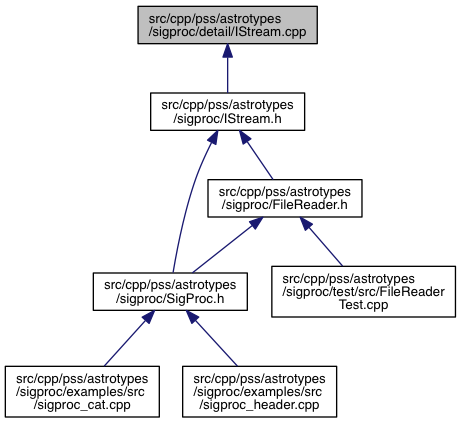 src/cpp/pss/astrotypes
/sigproc/detail/IStream.cpp
src/cpp/pss/astrotypes
/sigproc/IStream.h
src/cpp/pss/astrotypes
/sigproc/FileReader.h
src/cpp/pss/astrotypes
/sigproc/SigProc.h
src/cpp/pss/astrotypes
/sigproc/test/src/FileReader
Test.cpp
src/cpp/pss/astrotypes
/sigproc/examples/src
/sigproc_cat.cpp
src/cpp/pss/astrotypes
/sigproc/examples/src
/sigproc_header.cpp